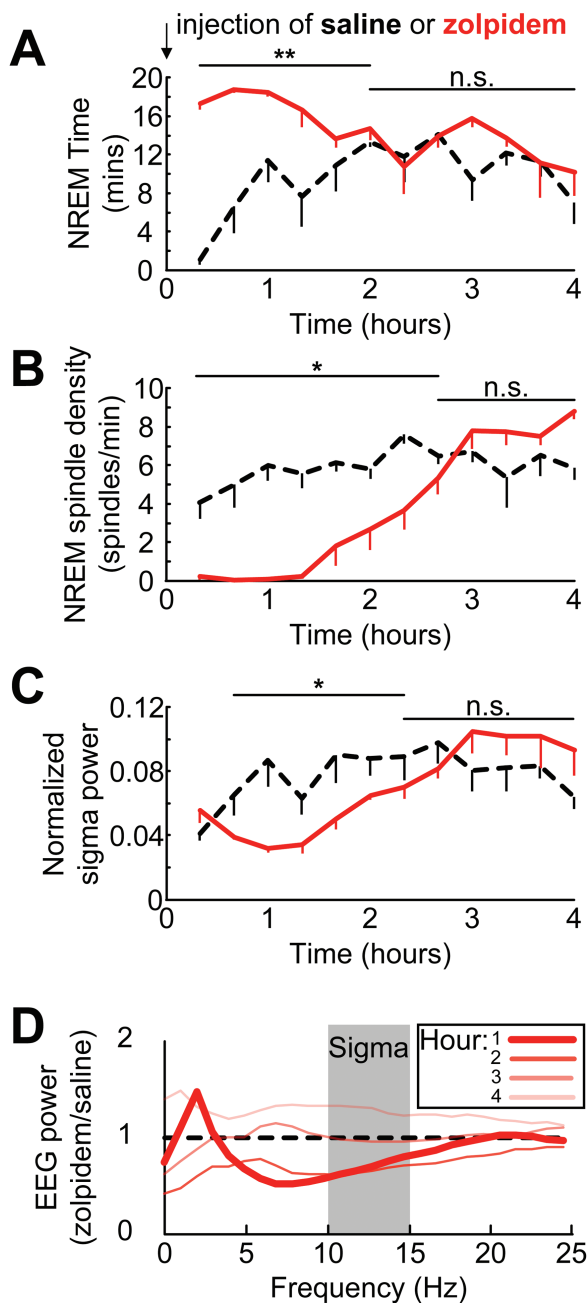 injection of saline or zolpidem
A
**
n.s.
NREM Time
(mins)
20
16
12
8
4
0
0 1 2 3 4
Time (hours)
B
*
n.s.
NREM spindle density
(spindles/min)
10
8
6
4
2
0
0 1 2 3 4
Time (hours)
C
*
n.s.
Normalized
sigma power
0.12
0.08
0.04
0
0 1 2 3 4
Time (hours)
D
EEG power
(zolpidem/saline)
2
1
0
Sigma
Hour: 1
2
3
4
0 5 10 15 20 25
Frequency (Hz)